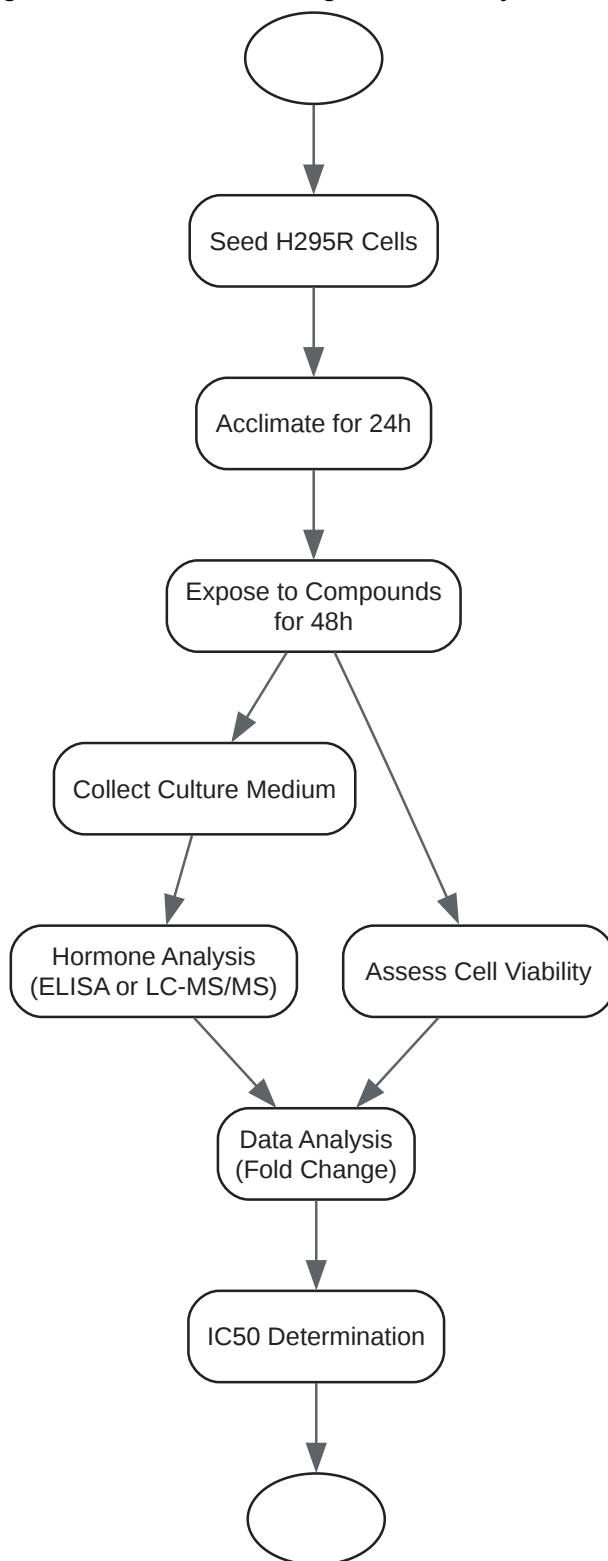 Seed H295R Cells
Acclimate for 24h
Expose to Compounds
for 48h
Collect Culture Medium
Hormone Analysis
(ELISA or LC-MS/MS)
Assess Cell Viability
Data Analysis
(Fold Change)
IC50 Determination